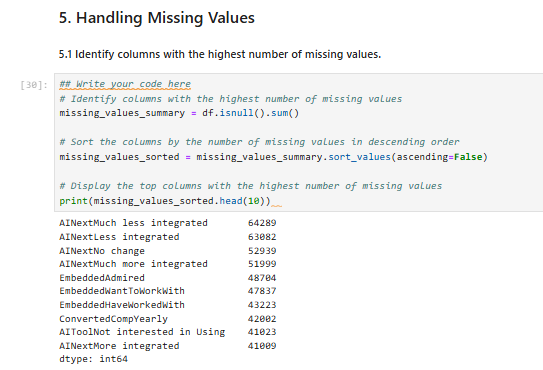 5. Handling Missing Values
5.1 Identify columns with the highest number of missing values.
[30]: ## Write your code here
# Identify columns with the highest number of missing values
missing_values_summary = df.isnull().sum()
# Sort the columns by the number of missing values in descending order
missing_values_sorted = missing_values_summary.sort_values(ascending=False)
# Display the top columns with the highest number of missing values
print(missing_values_sorted.head(10))
AINextMuch less integrated 64289
AINextLess integrated 63082
AINextNo change 52939
AINextMuch more integrated 51999
EmbeddedAdmired 48704
EmbeddedWantToWorkWith 47837
EmbeddedHaveWorkedWith 43223
ConvertedCompYearly 42002
AIToolNot interested in Using 41023
AINextMore integrated 41009
dtype: int64